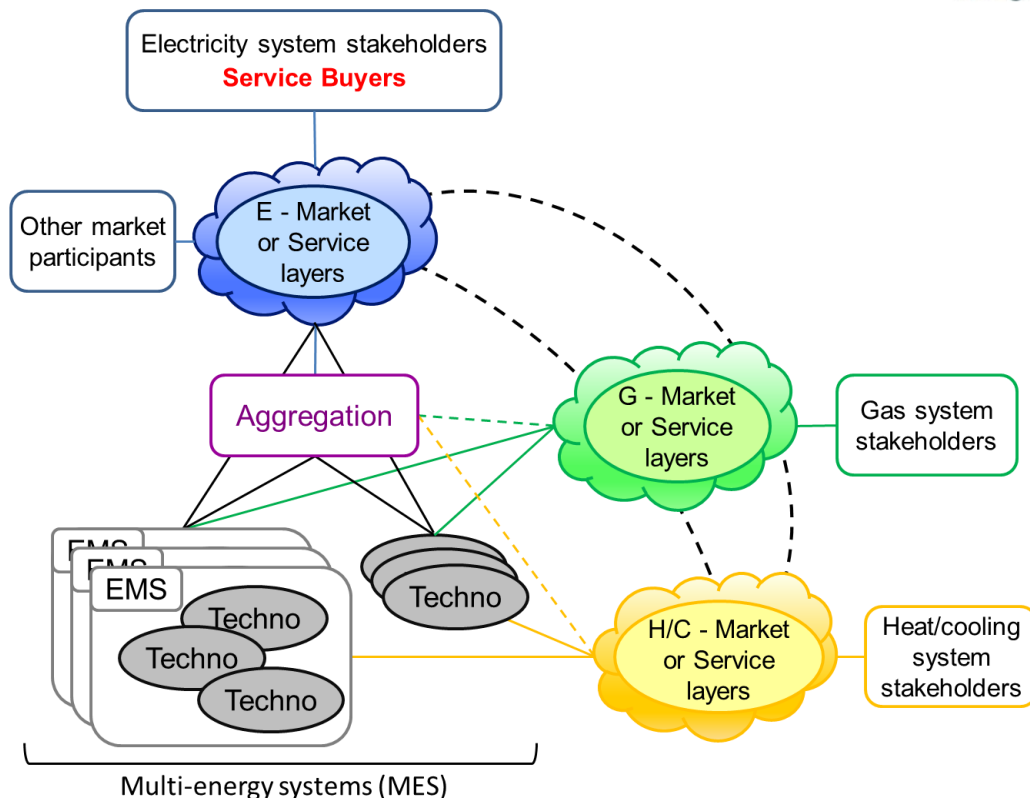 Electricity system stakeholders
Service Buyers
Other market
participants
E - Market
or Service
layers
Aggregation
G - Market
or Service
layers
Gas system
stakeholders
EMS
EMS
EMS
Techno
Techno
Techno
Techno
H/C - Market
or Service
layers
Heat/cooling
system
stakeholders
Multi-energy systems (MES)